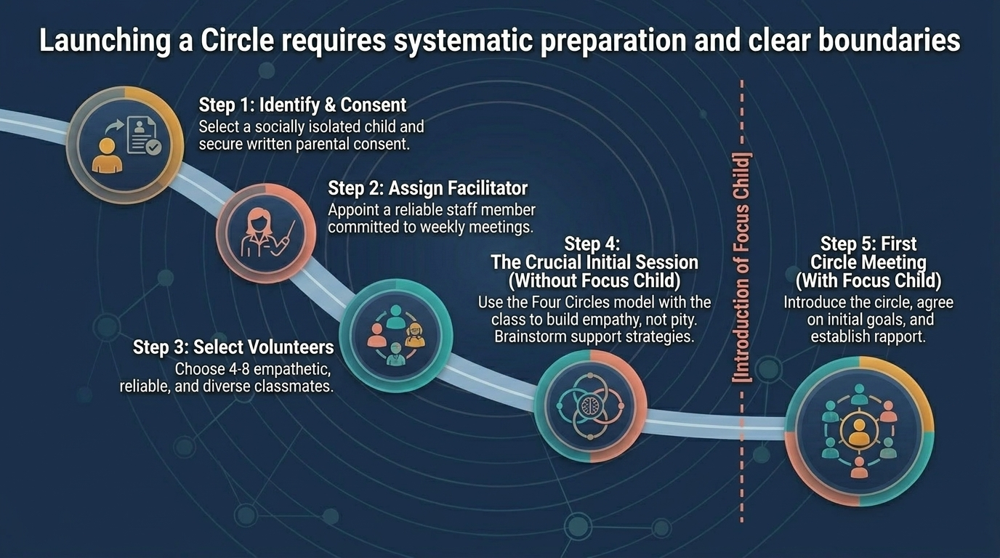 Launching a Circle requires systematic preparation and clear boundaries
Step 1: Identify & Consent
Select a socially isolated child and
secure written parental consent.
Step 2: Assign Facilitator
Appoint a reliable staff member
committed to weekly meetings.
Step 3: Select Volunteers
Choose 4-8 empathetic,
reliable, and diverse classmates.
Step 4:
The Crucial Initial Session
(Without Focus Child)
Use the Four Circles model with the
class to build empathy, not pity.
Brainstorm support strategies.
[Introduction of Focus Child]
Step 5: First
Circle Meeting
(With Focus Child)
Introduce the circle, agree
on initial goals, and
establish rapport.